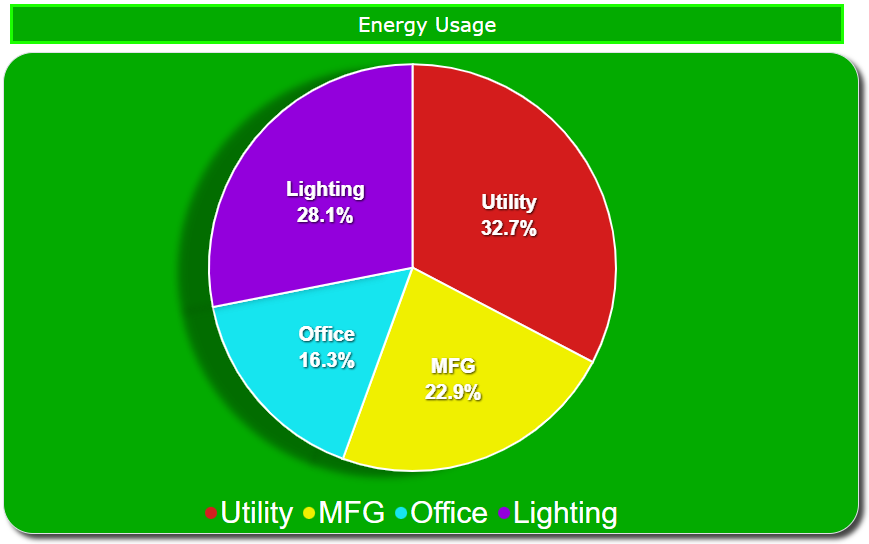 Energy Usage
Lighting
28.1%
Utility
32.7%
Office
16.3%
MFG
22.9%
Utility MFG Office Lighting